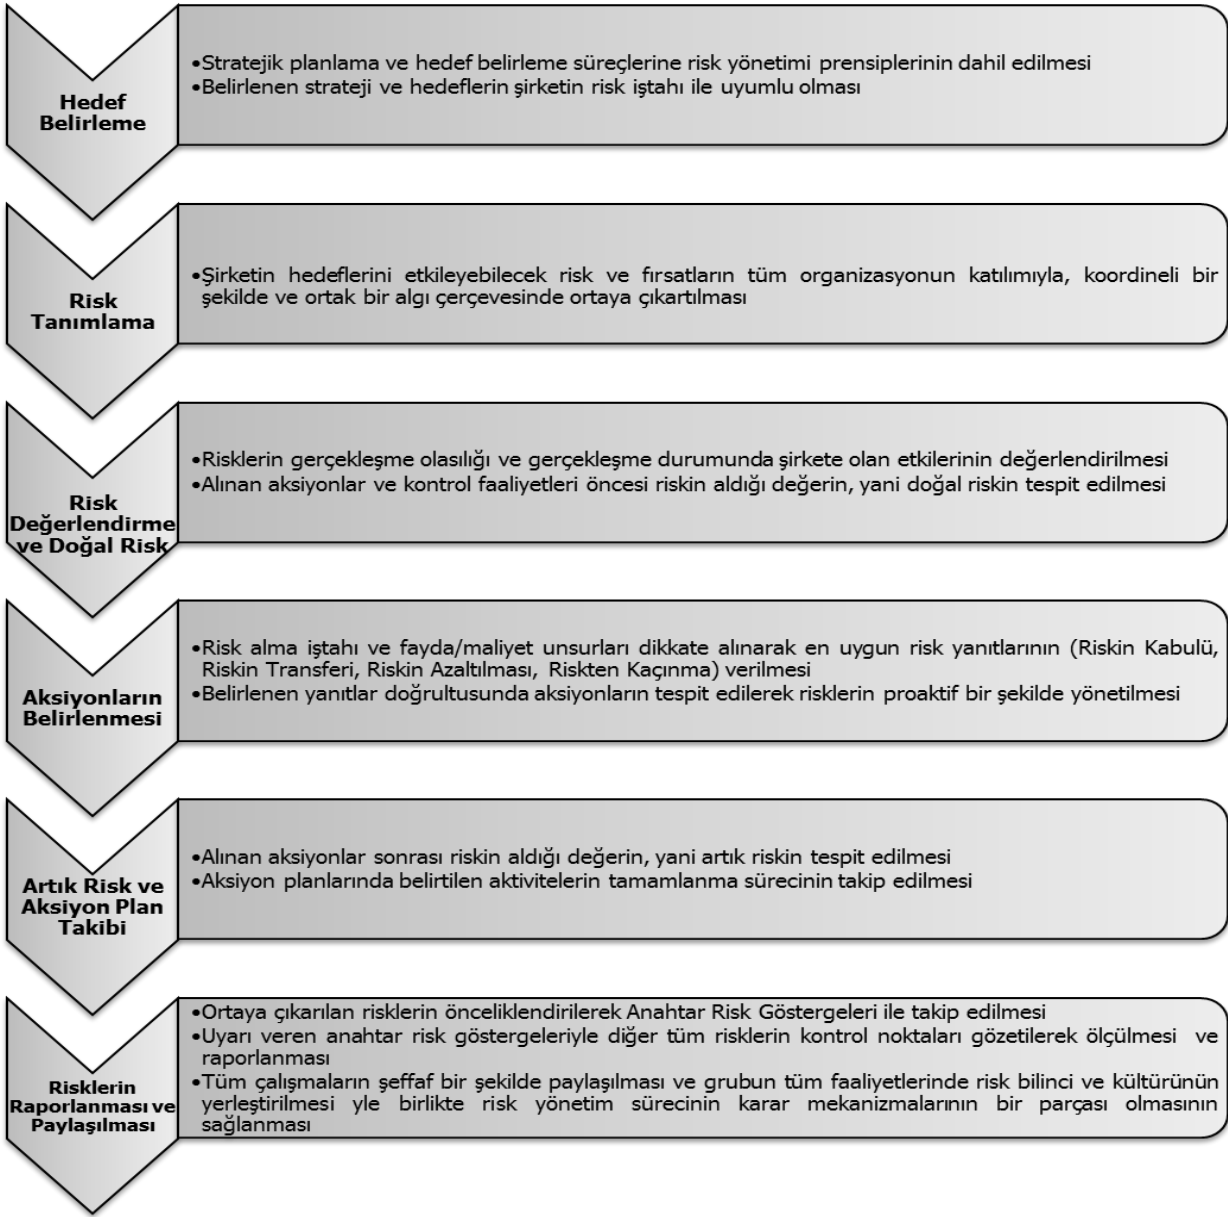 Hedef
Belirleme
•Stratejik planlama ve hedef belirleme süreçlerine risk yönetimi prensiplerinin dahil edilmesi
•Belirlenen strateji ve hedeflerin şirketin risk iştahı ile uyumlu olması
Risk
Tanımlama
•Şirketin hedeflerini etkileyebilecek risk ve fırsatların tüm organizasyonun katılımıyla, koordineli bir
şekilde ve ortak bir algı çerçevesinde ortaya çıkartılması
Risk
Değerlendirme
ve Doğal Risk
•Risklerin gerçekleşme olasılığı ve gerçekleşme durumunda şirkete olan etkilerinin değerlendirilmesi
•Alınan aksiyonlar ve kontrol faaliyetleri öncesi riskin aldığı değerin, yani doğal riskin tespit edilmesi
Aksiyonların
Belirlenmesi
•Risk alma iştahı ve fayda/maliyet unsurları dikkate alınarak en uygun risk yanıtlarının (Riskin Kabulü,
Riskin Transferi, Riskin Azaltılması, Riskten Kaçınma) verilmesi
•Belirlenen yanıtlar doğrultusunda aksiyonların tespit edilerek risklerin proaktif bir şekilde yönetilmesi
Artık Risk ve
Aksiyon Plan
Takibi
•Alınan aksiyonlar sonrası riskin aldığı değerin, yani artık riskin tespit edilmesi
•Aksiyon planlarında belirtilen aktivitelerin tamamlanma sürecinin takip edilmesi
Risklerin
Raporlanması ve
Paylaşılması
•Ortaya çıkarılan risklerin önceliklendirilerek Anahtar Risk Göstergeleri ile takip edilmesi
•Uyarı veren anahtar risk göstergeleriyle diğer tüm risklerin kontrol noktaları gözetilerek ölçülmesi ve
raporlanması
•Tüm çalışmaların şeffaf bir şekilde paylaşılması ve grubun tüm faaliyetlerinde risk bilinci ve kültürünün
yerleştirilmesi yle birlikte risk yönetim sürecinin karar mekanizmalarının bir parçası olmasının
sağlanması